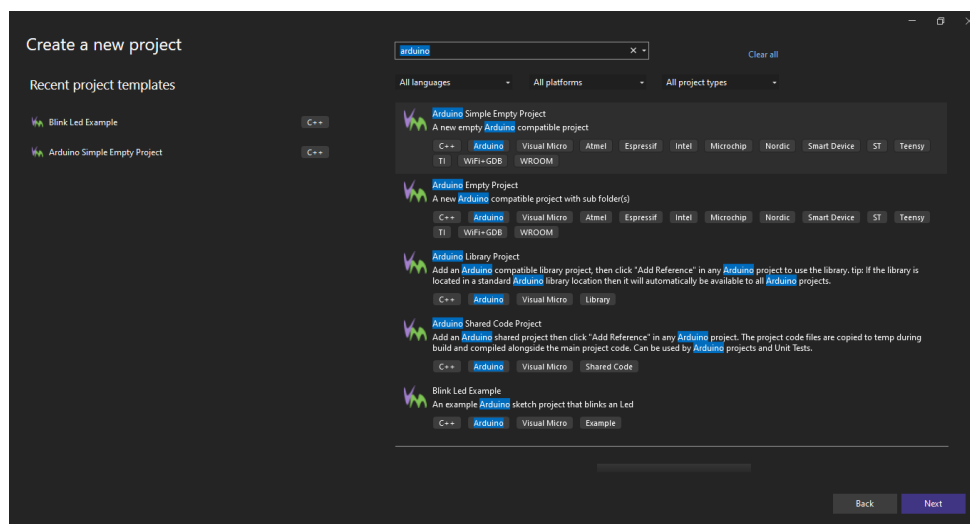 Create a new project
arduino
Clear all
Recent project templates
All languages
All platforms
All project types
Blink Led Example
C++
Arduino Simple Empty Project
C++
Arduino Simple Empty Project
A new empty Arduino compatible project
C++ Arduino Visual Micro Atmel Espressif Intel Microchip Nordic Smart Device ST Teensy
TI WiFi+GDB WROOM
Arduino Empty Project
A new Arduino compatible project with sub folder(s)
C++ Arduino Visual Micro Atmel Espressif Intel Microchip Nordic Smart Device ST Teensy
TI WiFi+GDB WROOM
Arduino Library Project
Add an Arduino compatible library project, then click "Add Reference" in any Arduino project to use the library. tip: If the library is
located in a standard Arduino library location then it will automatically be available to all Arduino projects.
C++ Arduino Visual Micro Library
Arduino Shared Code Project
Add an Arduino shared project then click "Add Reference" in any Arduino project. The project code files are copied to temp during
build and compiled alongside the main project code. Can be used by Arduino projects and Unit Tests.
C++ Arduino Visual Micro Shared Code
Blink Led Example
An example Arduino sketch project that blinks an Led
C++ Arduino Visual Micro Example
Back
Next